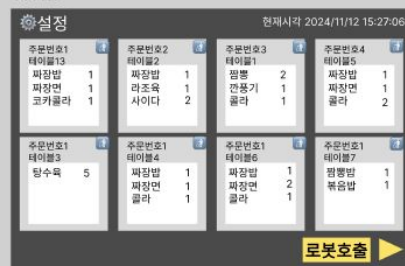 설정
현재시각 2024/11/12 15:27:06
주문번호1
테이블13
짜장밥 1
짜장면 1
코카콜라 1
주문번호2
테이블2
짜장밥 1
라조육 1
사이다 2
주문번호3
테이블1
짬뽕 2
깐풍기 1
콜라 1
주문번호4
테이블5
짜장밥 1
짜장면 1
콜라 2
주문번호1
테이블3
탕수육 5
주문번호1
테이블4
짜장밥 1
짜장면 1
콜라 1
주문번호1
테이블6
짜장밥 1
짜장면 2
콜라 1
주문번호1
테이블7
짬뽕밥 1
볶음밥 1
로봇호출